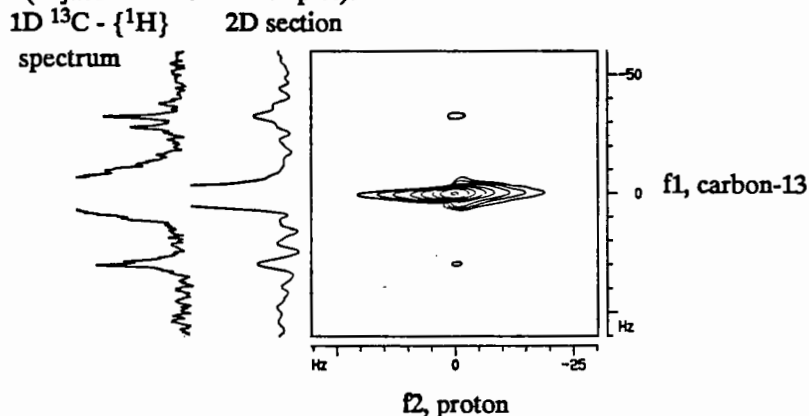 1D ¹³C - {¹H} 2D section
spectrum
-50
0
f1, carbon-13
Hz
Hz 0 -25
f2, proton